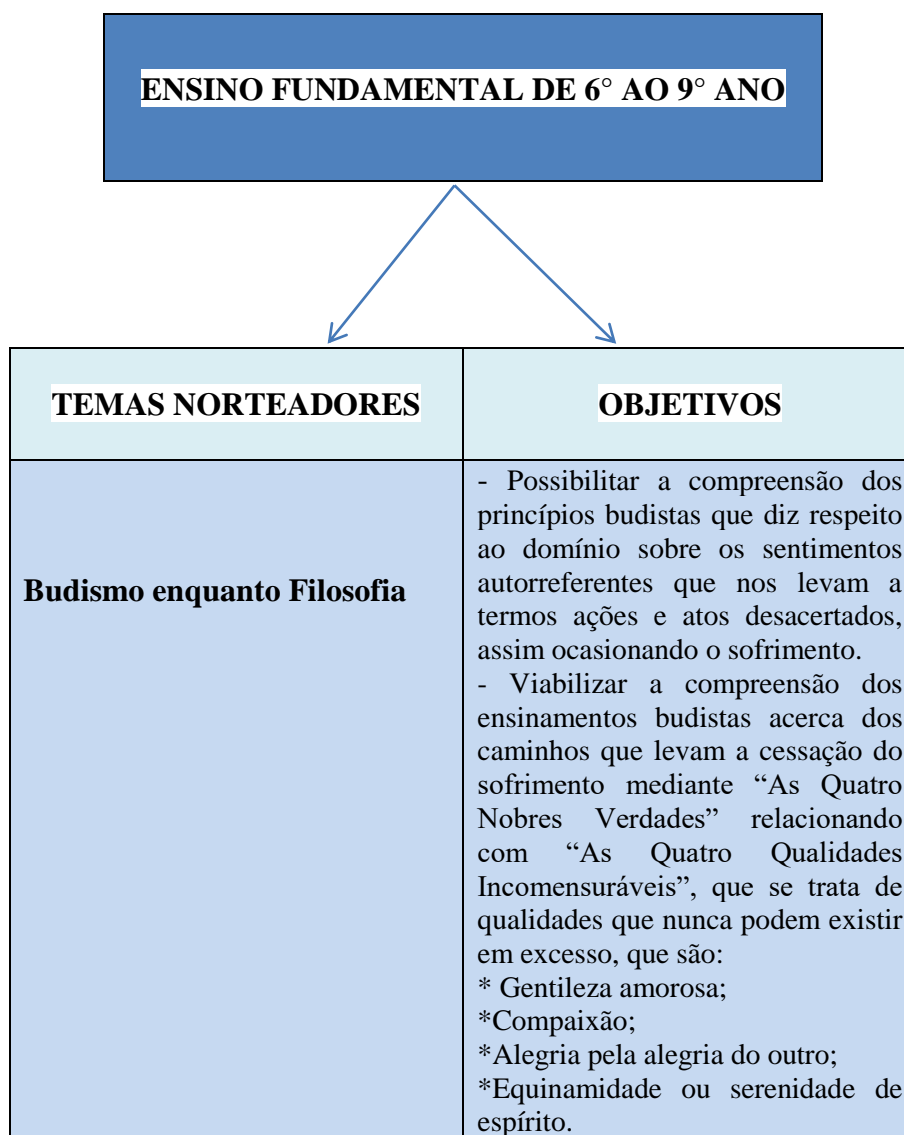 ENSINO FUNDAMENTAL DE 6° AO 9° ANO
TEMAS NORTEADORES
OBJETIVOS
Budismo enquanto Filosofia
- Possibilitar a compreensão dos
princípios budistas que diz respeito
ao domínio sobre os sentimentos
autorreferentes que nos levam a
termos ações e atos desacertados,
assim ocasionando o sofrimento.
- Viabilizar a compreensão dos
ensinamentos budistas acerca dos
caminhos que levam a cessação do
sofrimento mediante “As Quatro
Nobres Verdades” relacionando
com “As Quatro Qualidades
Incomensuráveis”, que se trata de
qualidades que nunca podem existir
em excesso, que são:
* Gentileza amorosa;
*Compaixão;
*Alegria pela alegria do outro;
*Equinamidade ou serenidade de
espírito.